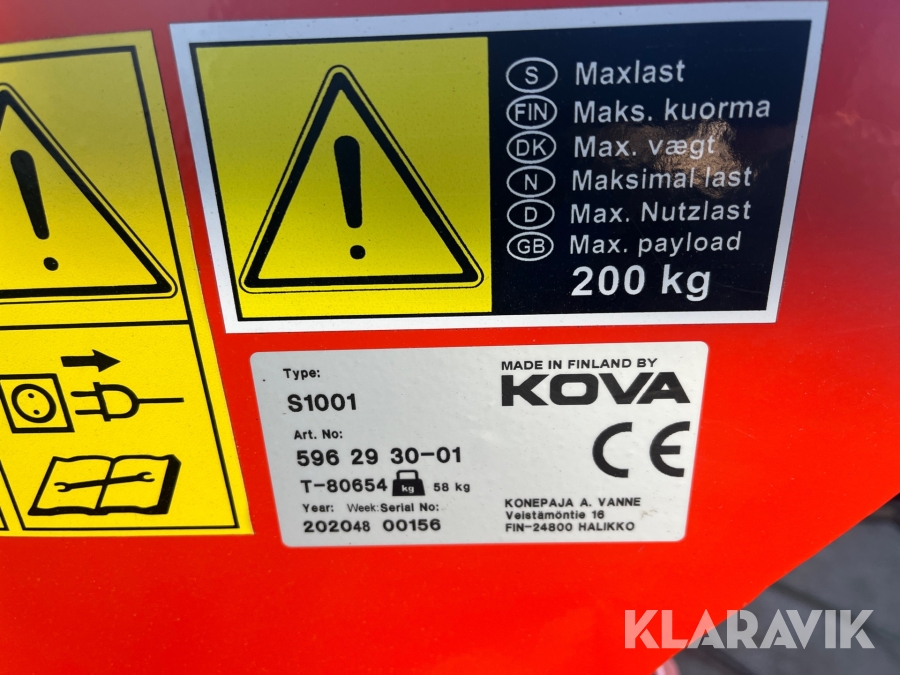 S Maxlast
FIN Maks. kuorma
DK Max. vægt
N Maksimal last
D Max. Nutzlast
GB Max. payload
200 kg
Type:
S1001
Art. No:
596 29 30-01
T-80654 kg 58 kg
Year: Week: Serial No:
202048 00156
MADE IN FINLAND BY
KOVA
CE
KONEPAJA A. VANNE
Veistämöntie 16
FIN-24800 HALIKKO
KLARAVIK